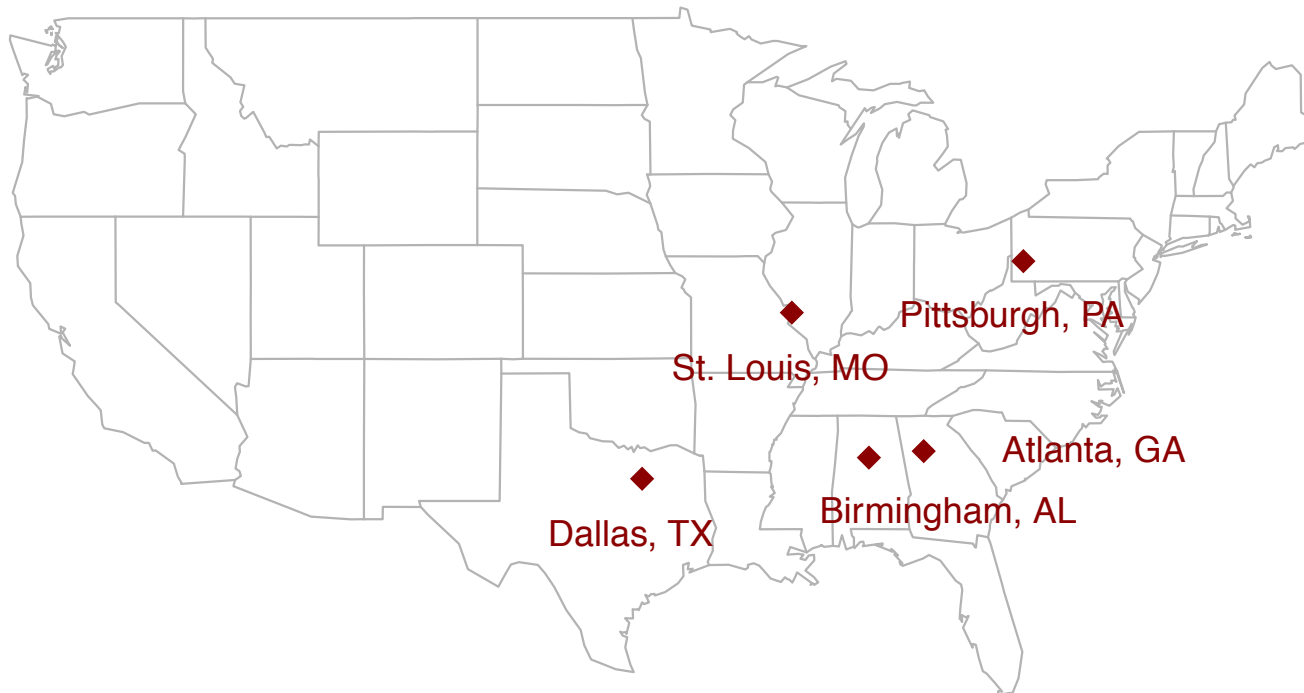 Pittsburgh, PA
St. Louis, MO
Atlanta, GA
Birmingham, AL
Dallas, TX